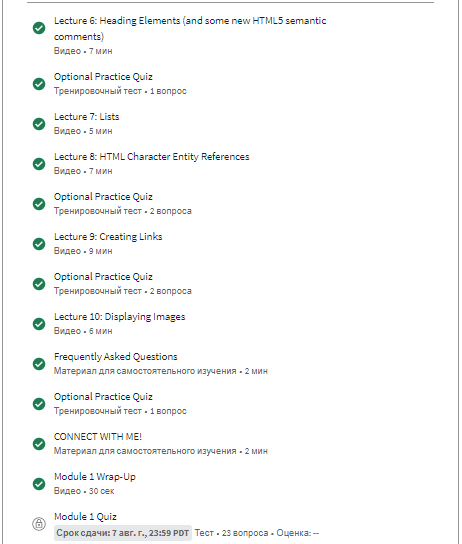 Lecture 6: Heading Elements (and some new HTML5 semantic
comments)
Видео • 7 мин
Optional Practice Quiz
Тренировочный тест • 1 вопрос
Lecture 7: Lists
Видео • 5 мин
Lecture 8: HTML Character Entity References
Видео • 7 мин
Optional Practice Quiz
Тренировочный тест • 2 вопроса
Lecture 9: Creating Links
Видео • 9 мин
Optional Practice Quiz
Тренировочный тест • 2 вопроса
Lecture 10: Displaying Images
Видео • 6 мин
Frequently Asked Questions
Материал для самостоятельного изучения • 2 мин
Optional Practice Quiz
Тренировочный тест • 1 вопрос
CONNECT WITH ME!
Материал для самостоятельного изучения • 2 мин
Module 1 Wrap-Up
Видео • 30 сек
Module 1 Quiz
Срок сдачи: 7 авг. г., 23:59 PDT Тест • 23 вопроса • Оценка: --